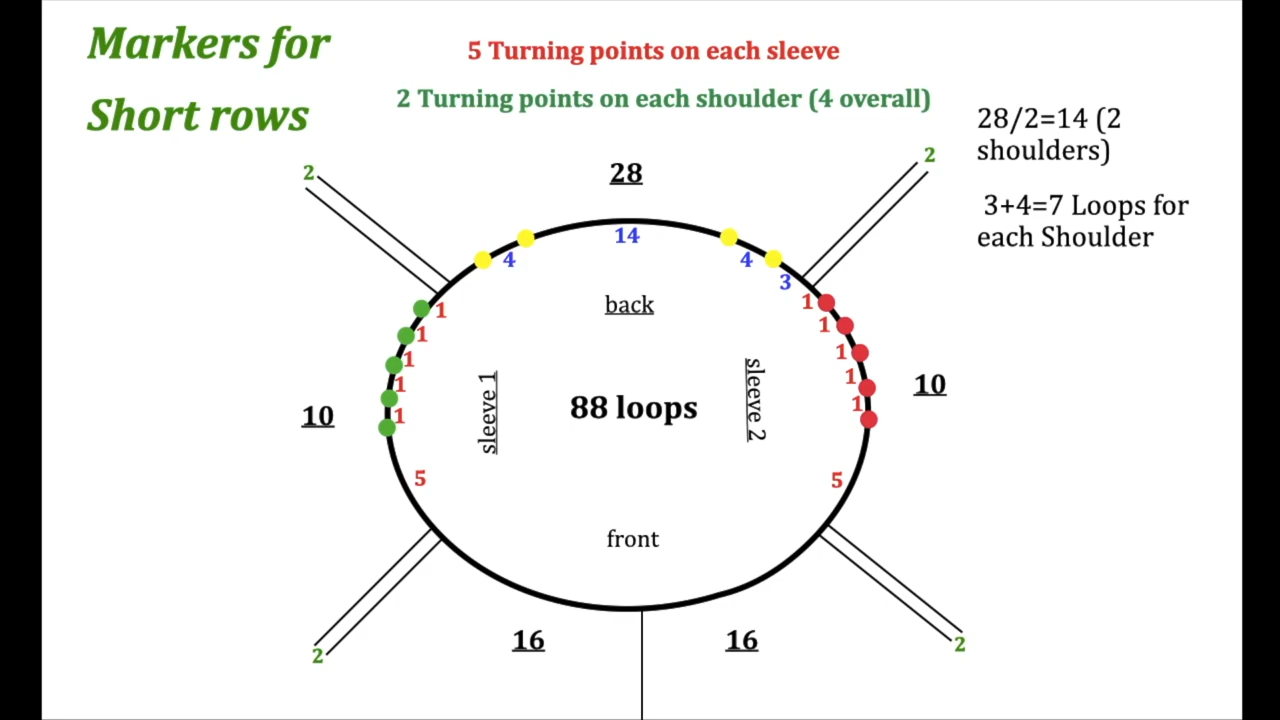 Markers for
Short rows
5 Turning points on each sleeve
2 Turning points on each shoulder (4 overall)
28/2=14 (2
shoulders)
3+4=7 Loops for
each Shoulder
2
28
2
14
4
4
3
back
1
1
1
1
1
1
1
1
1
1
sleeve 1
88 loops
sleeve 2
10
10
5
5
front
16
16
2
2